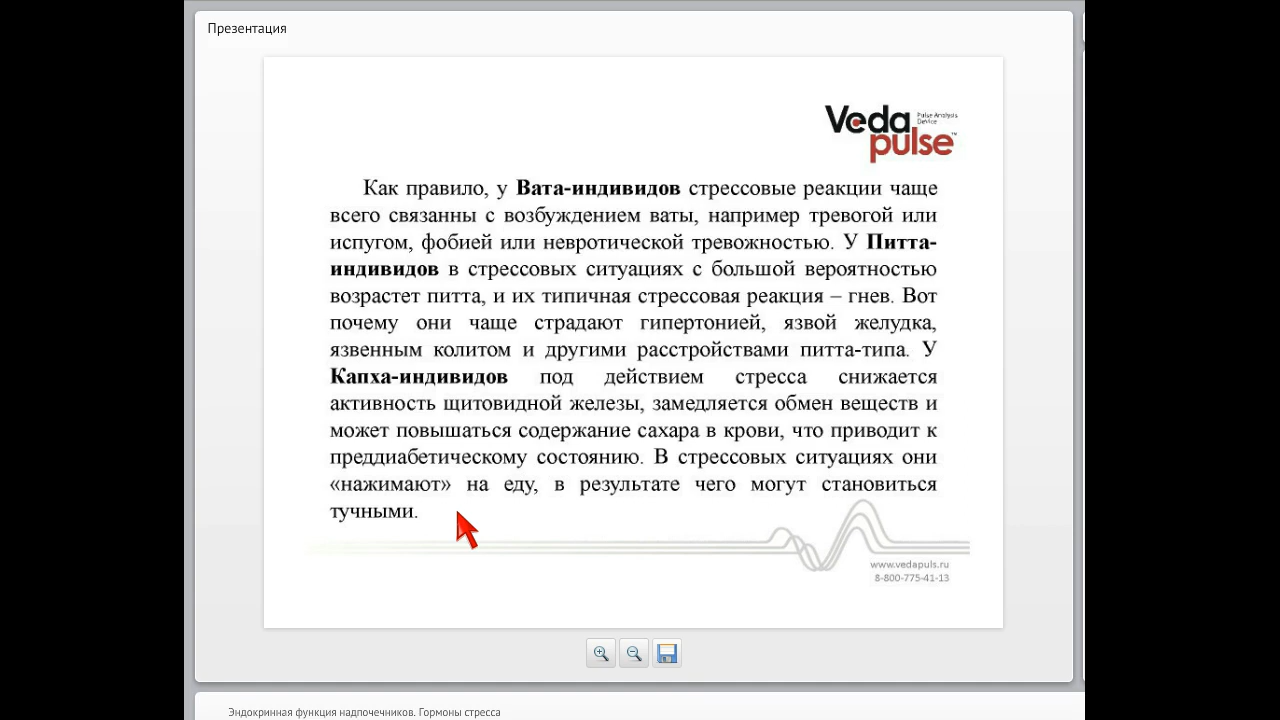 Презентация
Veda Pulse Analysis
Device
pulse™
Как правило, у Вата-индивидов стрессовые реакции чаще
всего связанны с возбуждением ваты, например тревогой или
испугом, фобией или невротической тревожностью. У Питта-
индивидов в стрессовых ситуациях с большой вероятностью
возрастет питта, и их типичная стрессовая реакция – гнев. Вот
почему они чаще страдают гипертонией, язвой желудка,
язвенным колитом и другими расстройствами питта-типа. У
Капха-индивидов под действием стресса снижается
активность щитовидной железы, замедляется обмен веществ и
может повышаться содержание сахара в крови, что приводит к
преддиабетическому состоянию. В стрессовых ситуациях они
«нажимают» на еду, в результате чего могут становиться
тучными.
www.vedapuls.ru
8-800-775-41-13
Эндокринная функция надпочечников. Гормоны стресса